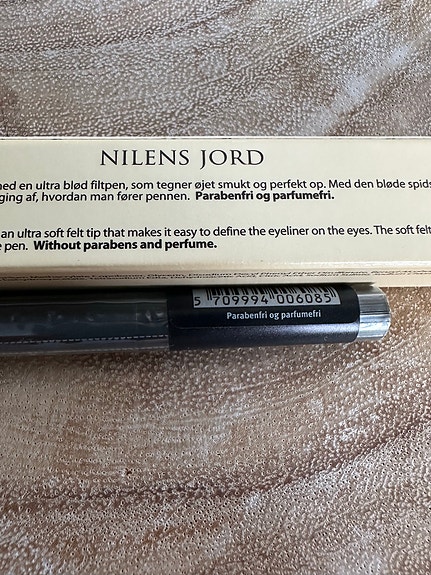 NILENS JORD
ed en ultra blød filtpen, som tegner øjet smukt og perfekt op. Med den bløde spids
ging af, hvordan man fører pennen. Parabenfri og parfumefri.
an ultra soft felt tip that makes it easy to define the eyeliner on the eyes. The soft felt
e pen. Without parabens and perfume.
5 709994 006085
Parabenfri og parfumefri